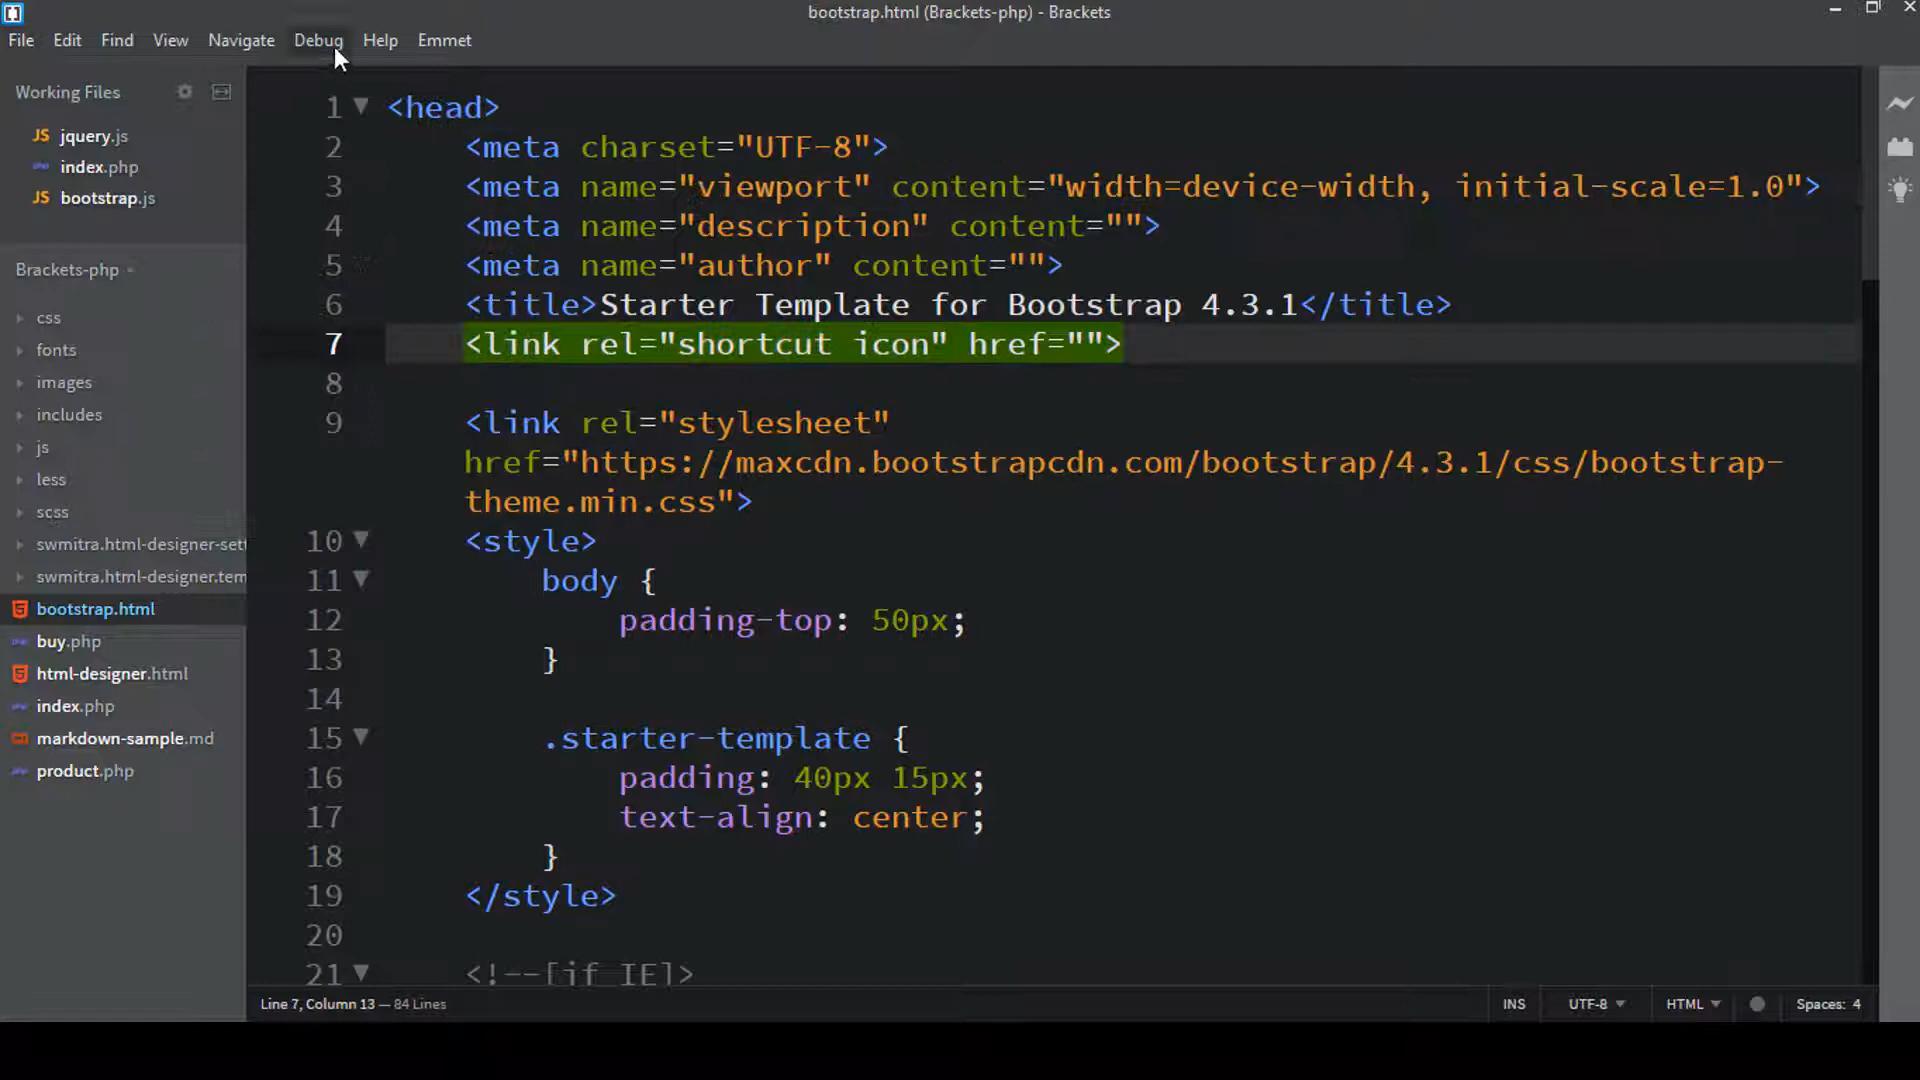 bootstrap.html (Brackets-php) - Brackets
File Edit Find View Navigate Debug Help Emmet
Working Files
JS jquery.js
index.php
JS bootstrap.js
Brackets-php
css
fonts
images
includes
js
less
scss
swmitra.html-designer-sett
swmitra.html-designer.tem
bootstrap.html
buy.php
html-designer.html
index.php
markdown-sample.md
product.php
1 <head>
2 <meta charset="UTF-8">
3 <meta name="viewport" content="width=device-width, initial-scale=1.0">
4 <meta name="description" content="">
5 <meta name="author" content="">
6 <title>Starter Template for Bootstrap 4.3.1</title>
7 <link rel="shortcut icon" href="">
8
9 <link rel="stylesheet"
href="https://maxcdn.bootstrapcdn.com/bootstrap/4.3.1/css/bootstrap-
theme.min.css">
10 <style>
11 body {
12 padding-top: 50px;
13 }
14
15 .starter-template {
16 padding: 40px 15px;
17 text-align: center;
18 }
19 </style>
20
21 <!--[if IE]>
Line 7, Column 13 — 84 Lines
INS UTF-8 HTML Spaces: 4